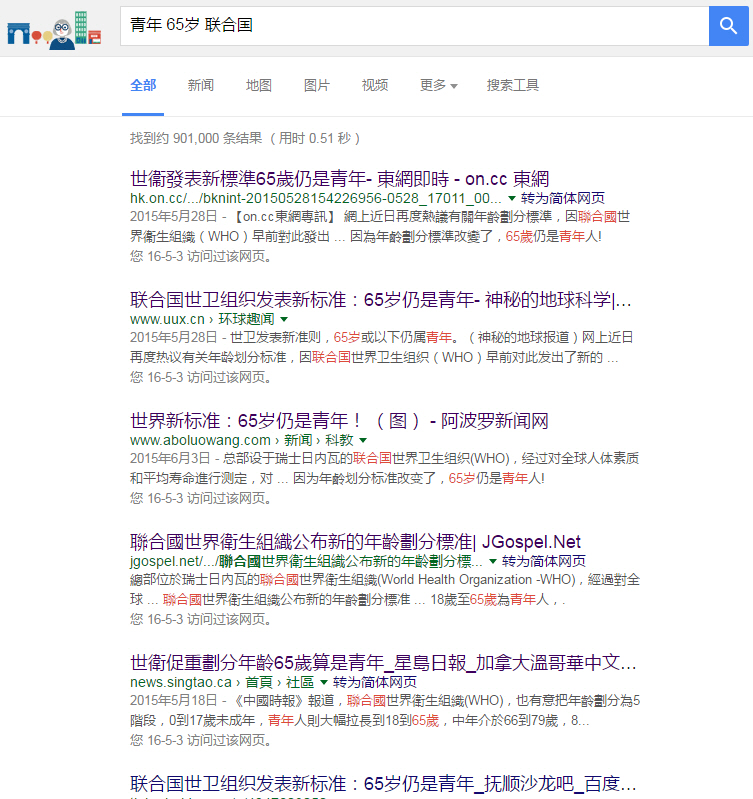 青年 65岁 联合国
全部 新闻 地图 图片 视频 更多 搜索工具
找到约 901,000 条结果 （用时 0.51 秒）
世衞發表新標準65歲仍是青年- 東網即時 - on.cc 東網
hk.on.cc/.../bknint-20150528154226956-0528_17011_00... 转为简体网页
2015年5月28日 - 【on.cc東網專訊】 網上近日再度熱議有關年齡劃分標準，因聯合國世
界衞生組織（WHO）早前對此發出 ... 因為年齡劃分標準改變了，65歲仍是青年人!
您 16-5-3 访问过该网页。
联合国世卫组织发表新标准：65岁仍是青年- 神秘的地球科学|...
www.uux.cn › 环球趣闻
2015年5月28日 - 世卫发表新准则，65岁或以下仍属青年。（神秘的地球报道）网上近日
再度热议有关年龄划分标准，因联合国世界卫生组织（WHO）早前对此发出了新的 ...
您 16-5-3 访问过该网页。
世界新标准：65岁仍是青年！（图） - 阿波罗新闻网
www.aboluowang.com › 新闻 › 科教
2015年6月3日 - 总部设于瑞士日内瓦的联合国世界卫生组织(WHO)，经过对全球人体素质
和平均寿命進行测定，对 ... 因为年龄划分标准改变了，65岁仍是青年人!
您 16-5-3 访问过该网页。
聯合國世界衛生組織公布新的年齡劃分標准| JGospel.Net
jgospel.net/.../聯合國世界衛生組織公布新的年齡劃分標... 转为简体网页
總部位於瑞士日内瓦的聯合國世界衛生組織(World Health Organization -WHO)，經過對全
球 ... 聯合國世界衛生組織公布新的年齡劃分標准 ... 18歲至65歲為青年人，.
您 16-5-3 访问过该网页。
世衛促重劃分年齡65歲算是青年_星島日報_加拿大溫哥華中文...
news.singtao.ca › 首頁 › 社區 转为简体网页
2015年5月18日 - 《中國時報》報道，聯合國世界衛生組織(WHO)，也有意把年齡劃分為5
階段，0到17歲未成年，青年人則大幅拉長到18到65歲，中年介於66到79歲，8...
您 16-5-3 访问过该网页。
联合国世卫组织发表新标准：65岁仍是青年_抚顺沙龙吧_百度...